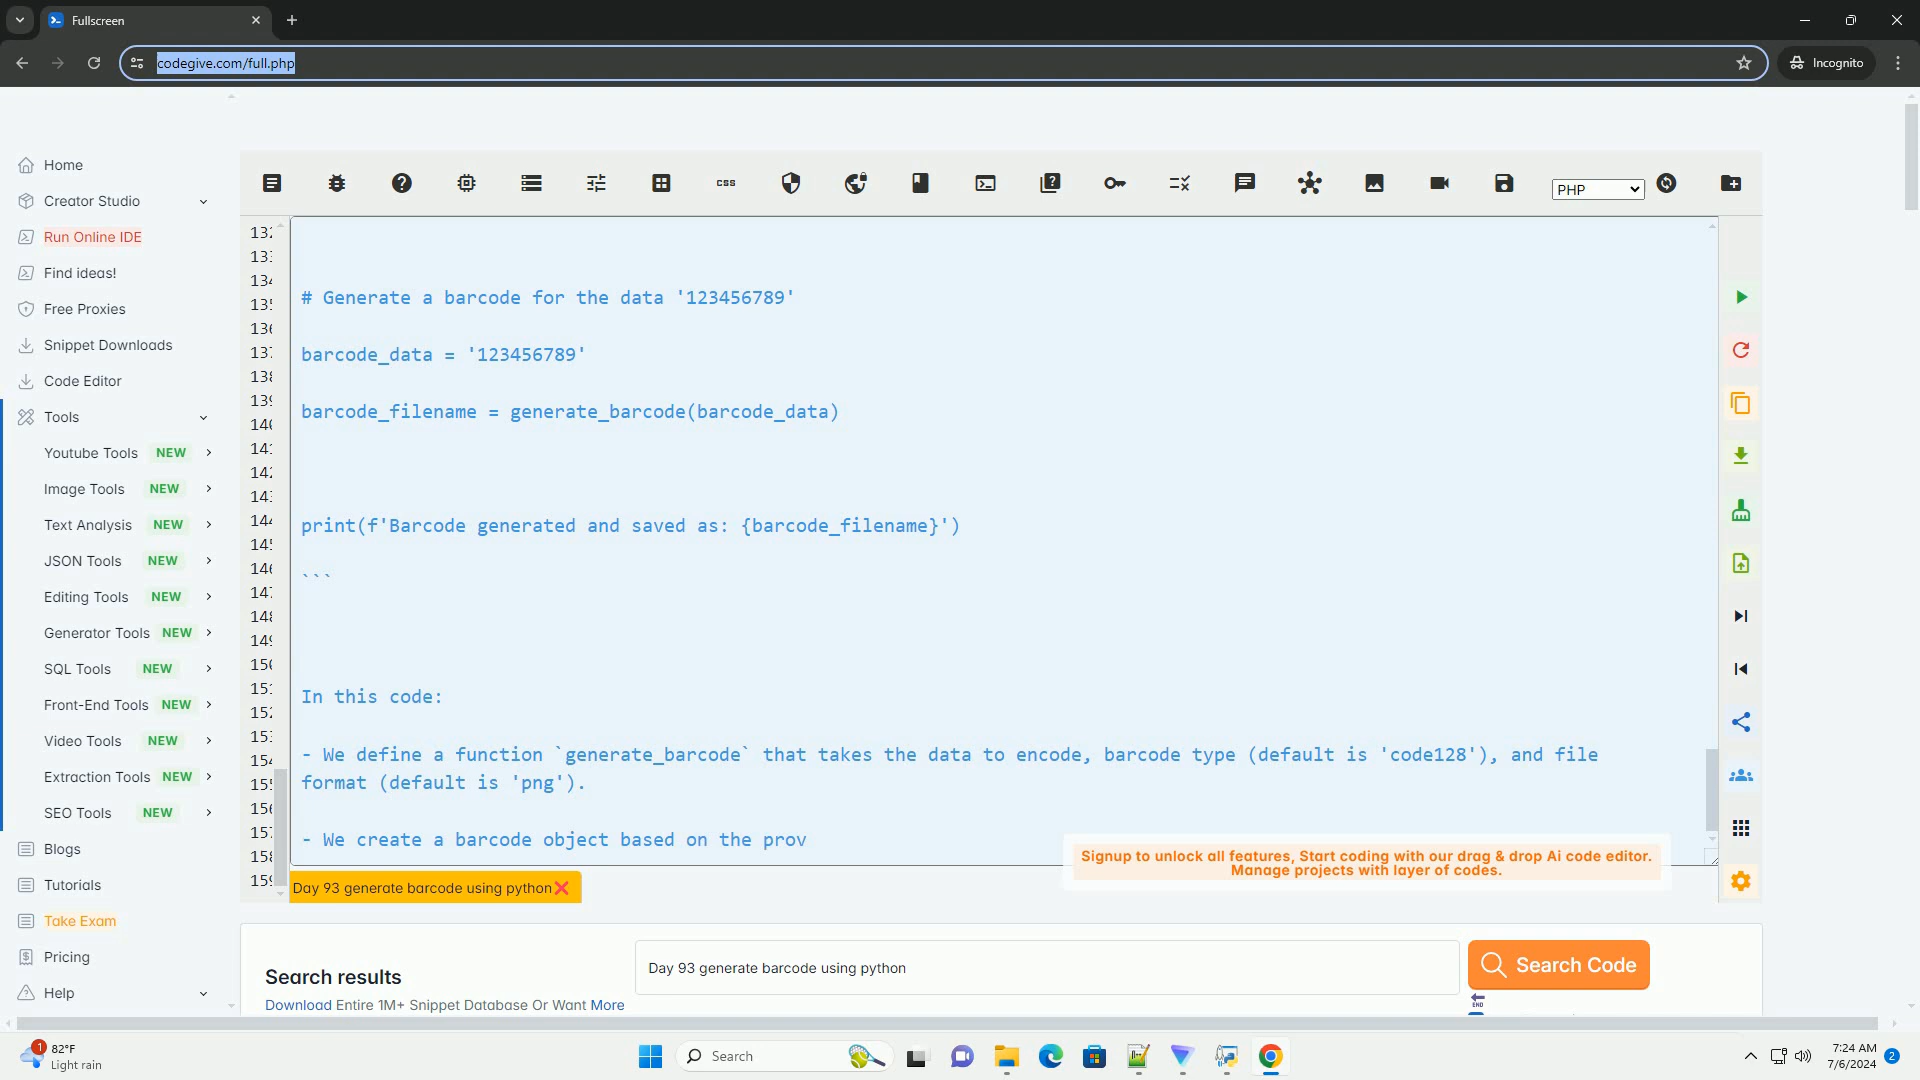 Fullscreen
codegive.com/full.php
Incognito
Home
Creator Studio
Run Online IDE
Find ideas!
Free Proxies
Snippet Downloads
Code Editor
Tools
Youtube Tools NEW
Image Tools NEW
Text Analysis NEW
JSON Tools NEW
Editing Tools NEW
Generator Tools NEW
SQL Tools NEW
Front-End Tools NEW
Video Tools NEW
Extraction Tools NEW
SEO Tools NEW
Blogs
Tutorials
Take Exam
Pricing
Help
css
PHP
# Generate a barcode for the data '123456789'
barcode_data = '123456789'
barcode_filename = generate_barcode(barcode_data)
print(f'Barcode generated and saved as: {barcode_filename}')
```
In this code:
- We define a function `generate_barcode` that takes the data to encode, barcode type (default is 'code128'), and file
format (default is 'png').
- We create a barcode object based on the prov
Signup to unlock all features, Start coding with our drag & drop Ai code editor.
Manage projects with layer of codes.
Day 93 generate barcode using python
Search results
Download Entire 1M+ Snippet Database Or Want More
Day 93 generate barcode using python
Search Code
END
1
82°F
Light rain
Search
7:24 AM
7/6/2024
2